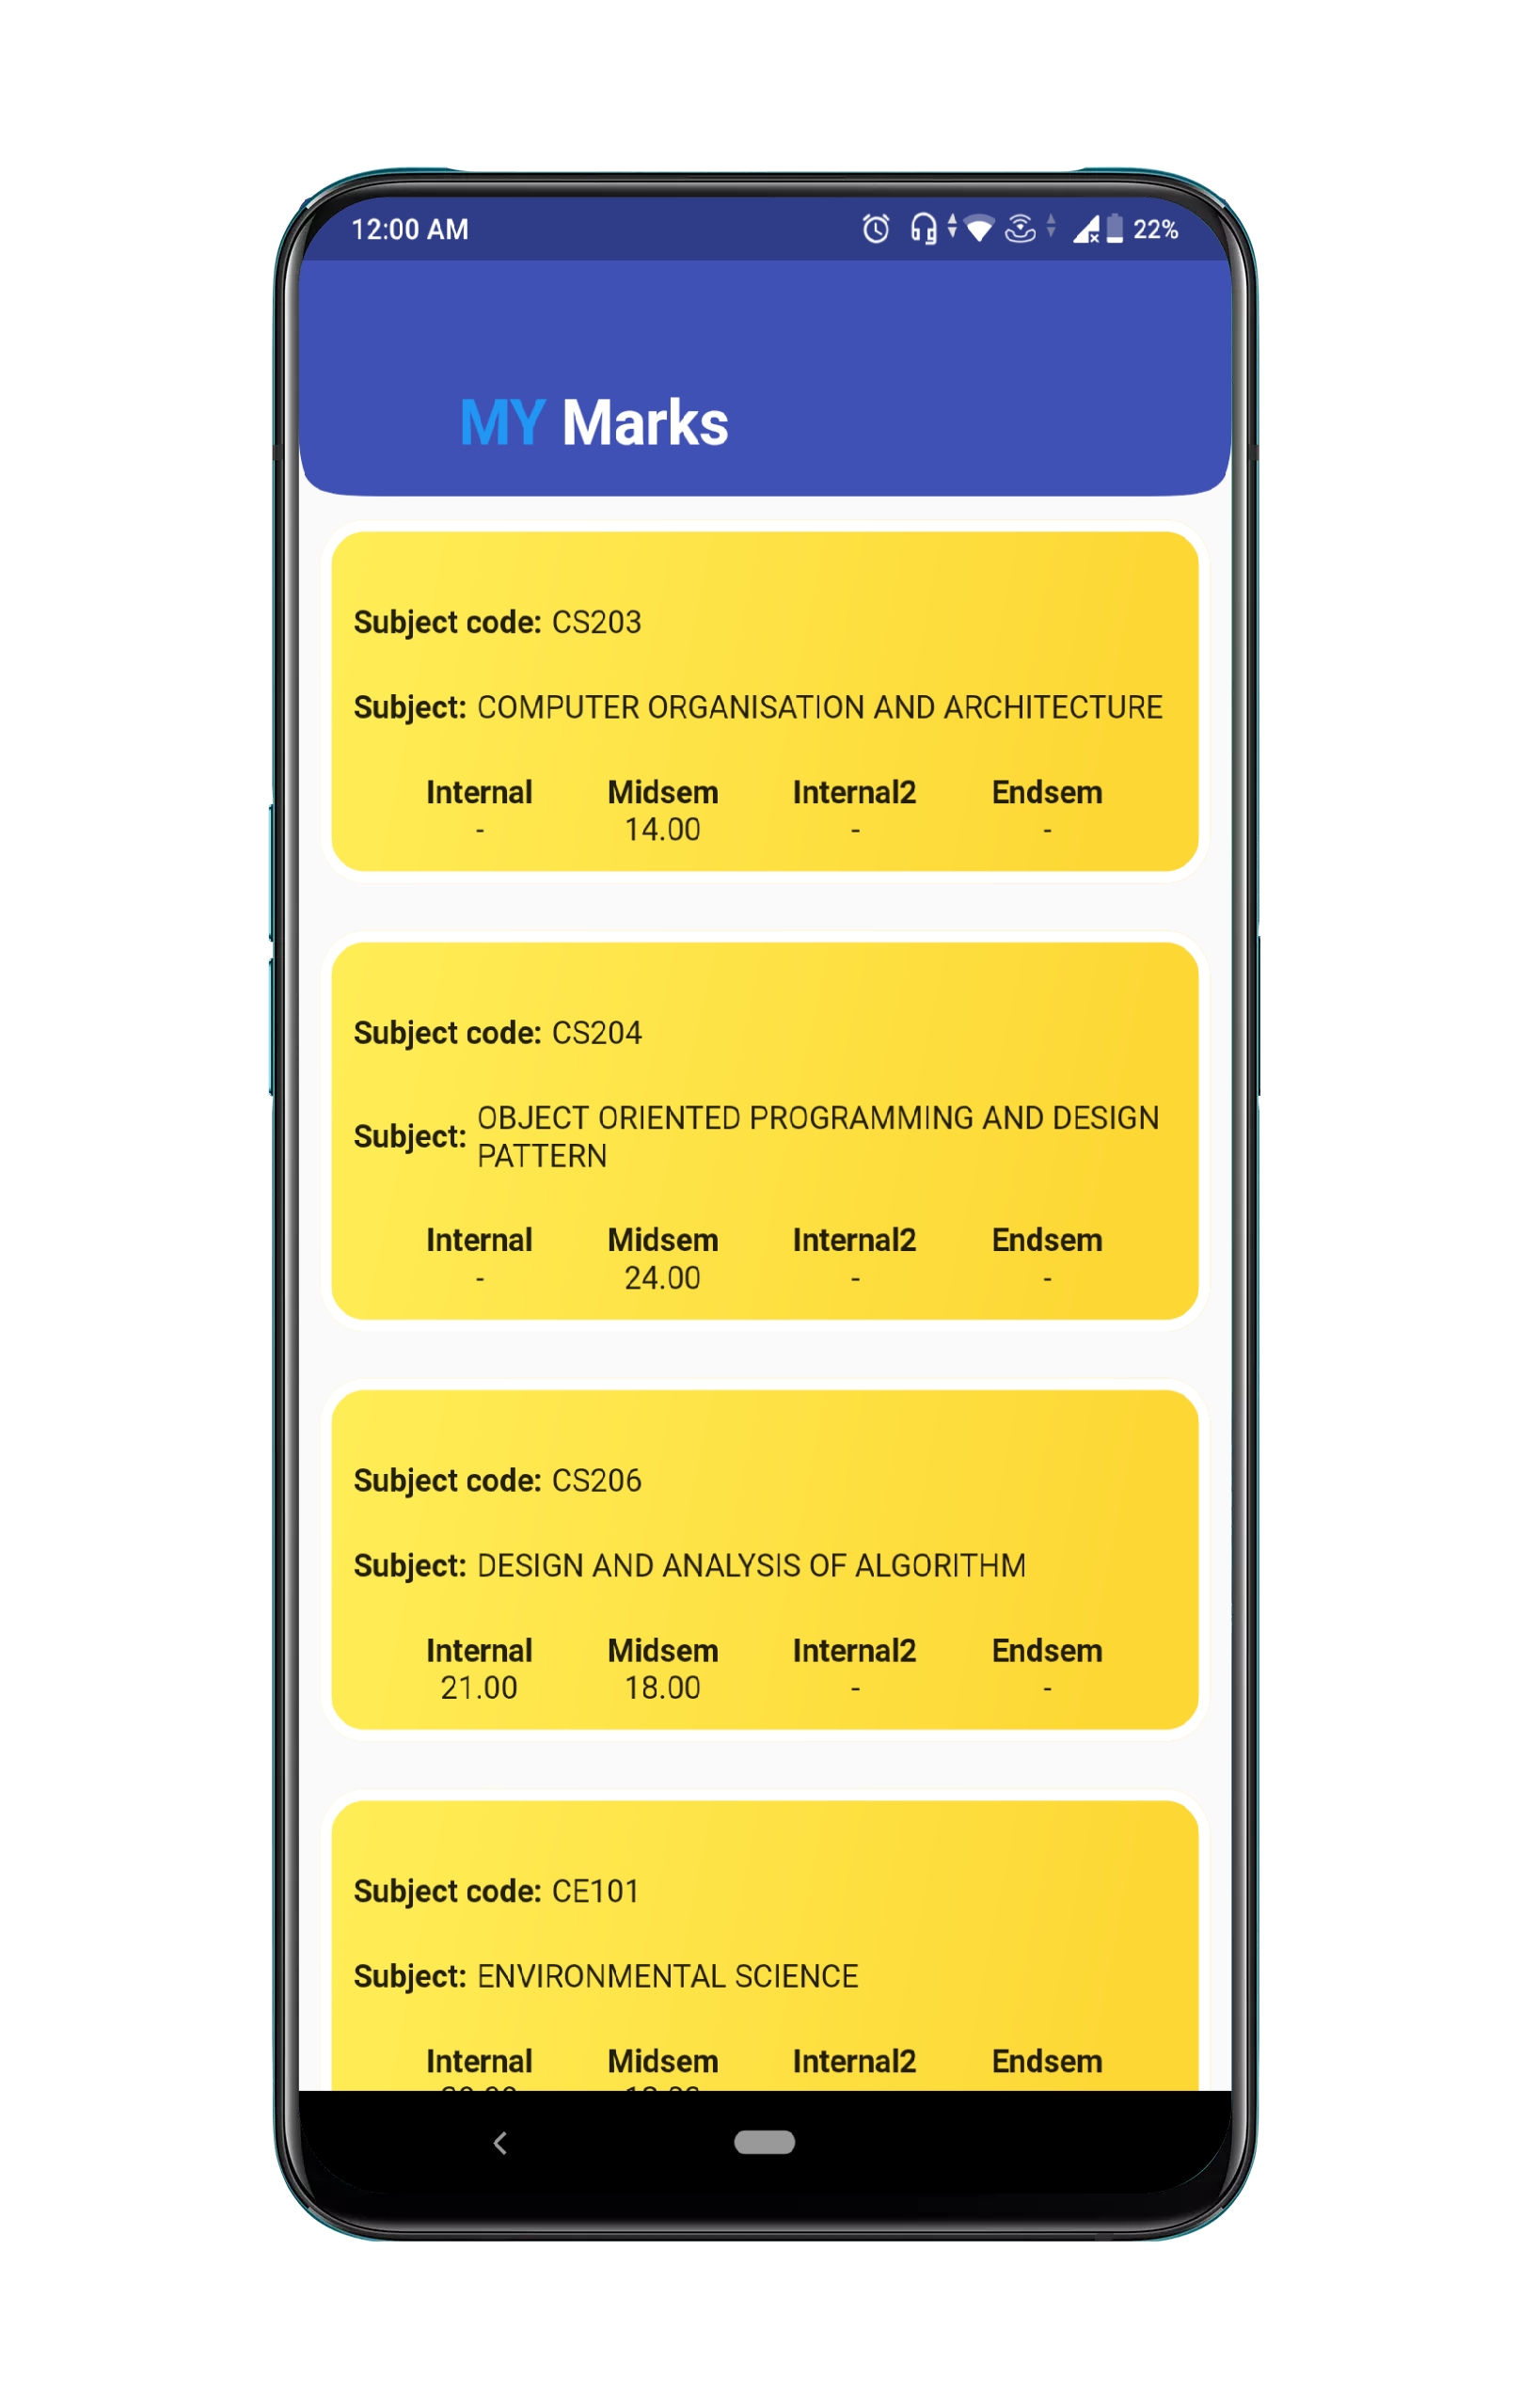 12:00 AM 22%
MY Marks
Subject code: CS203
Subject: COMPUTER ORGANISATION AND ARCHITECTURE
Internal Midsem Internal2 Endsem
- 14.00 - -
Subject code: CS204
Subject: OBJECT ORIENTED PROGRAMMING AND DESIGN
PATTERN
Internal Midsem Internal2 Endsem
- 24.00 - -
Subject code: CS206
Subject: DESIGN AND ANALYSIS OF ALGORITHM
Internal Midsem Internal2 Endsem
21.00 18.00 - -
Subject code: CE101
Subject: ENVIRONMENTAL SCIENCE
Internal Midsem Internal2 Endsem